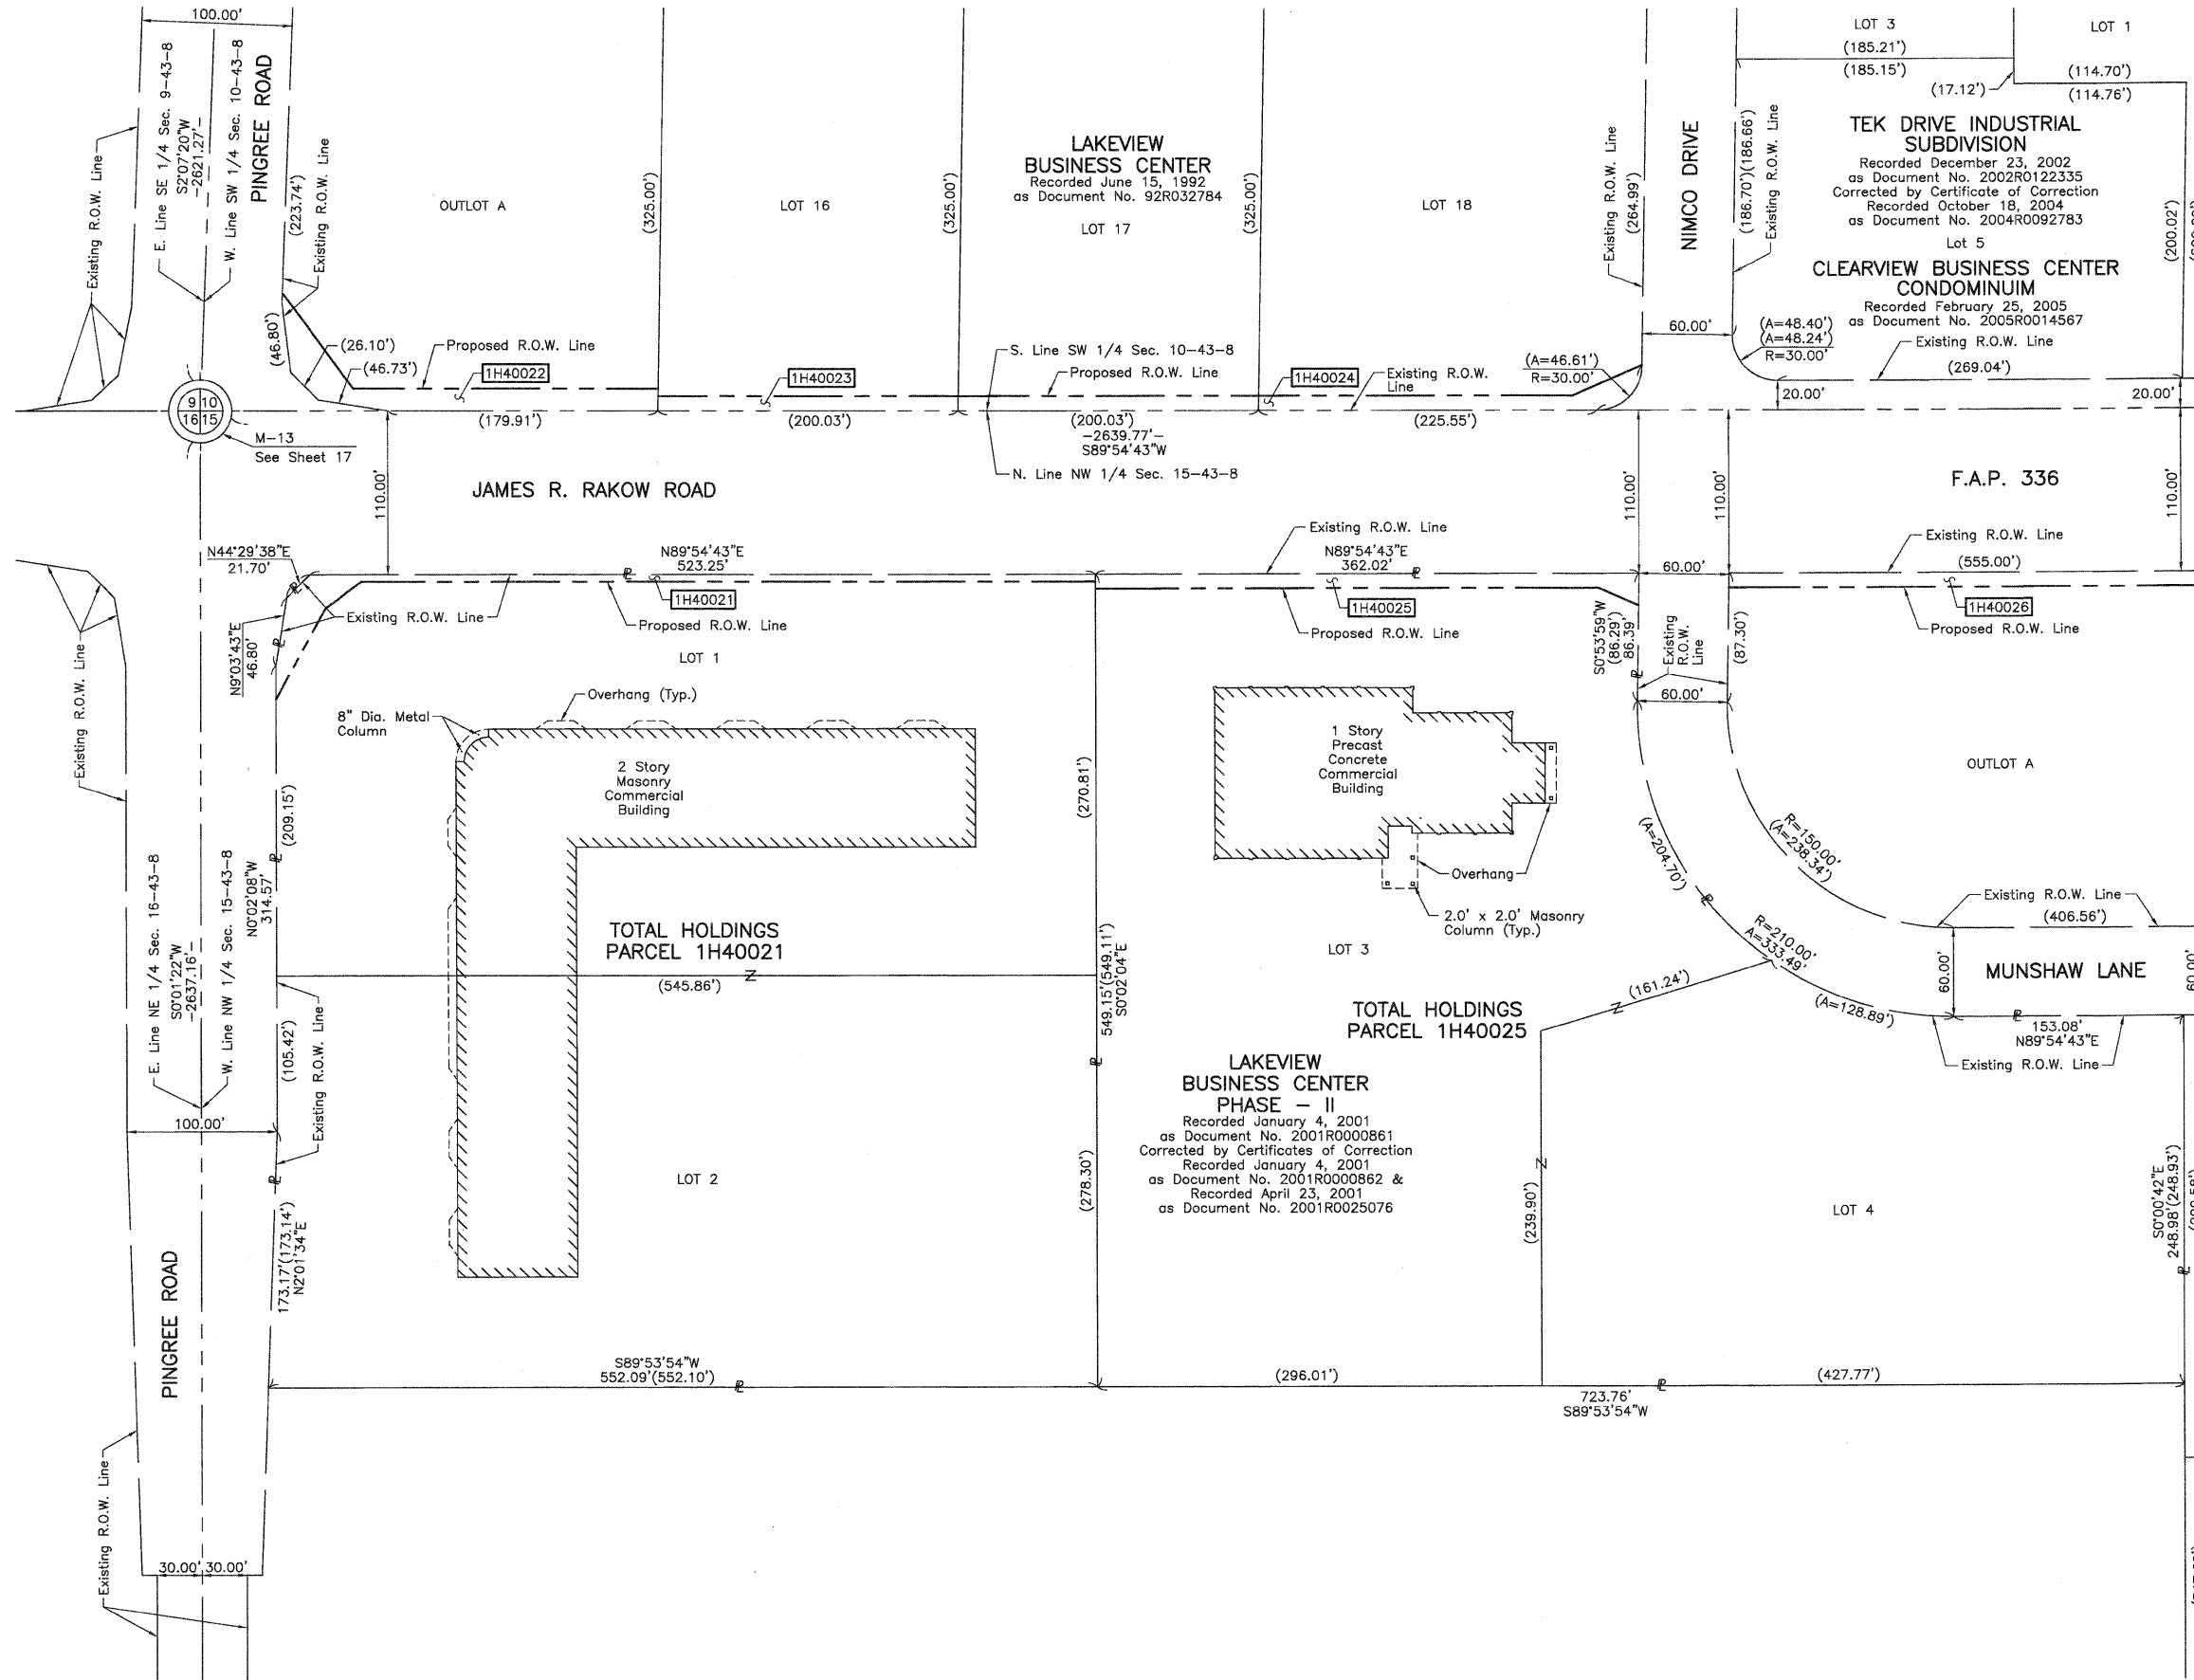 100.00'
E. Line SE 1/4 Sec. 9-43-8
S2°07'20"W
-2621.27'-
W. Line SW 1/4 Sec. 10-43-8
PINGREE ROAD
Existing R.O.W. Line
(223.74')
Existing R.O.W. Line
(46.80')
(26.10')
(46.73')
OUTLOT A
Proposed R.O.W. Line
1H40022
(179.91')
(325.00')
LOT 16
1H40023
(200.03')
(325.00')
LAKEVIEW
BUSINESS CENTER
Recorded June 15, 1992
as Document No. 92R032784
LOT 17
S. Line SW 1/4 Sec. 10-43-8
Proposed R.O.W. Line
(200.03')
-2639.77'-
S89°54'43"W
N. Line NW 1/4 Sec. 15-43-8
(325.00')
LOT 18
1H40024
Existing R.O.W.
Line
(225.55')
(A=46.61')
R=30.00'
Existing R.O.W. Line
(264.99')
NIMCO DRIVE
60.00'
(186.70')(186.66')
Existing R.O.W. Line
LOT 3
(185.21')
(185.15')
LOT 1
(114.70')
(114.76')
(17.12')
TEK DRIVE INDUSTRIAL
SUBDIVISION
Recorded December 23, 2002
as Document No. 2002R0122335
Corrected by Certificate of Correction
Recorded October 18, 2004
as Document No. 2004R0092783
Lot 5
CLEARVIEW BUSINESS CENTER
CONDOMINUIM
Recorded February 25, 2005
as Document No. 2005R0014567
(200.02')
(A=48.40')
(A=48.24')
R=30.00'
Existing R.O.W. Line
(269.04')
20.00'
20.00'
9 10
16 15
M-13
See Sheet 17
110.00'
JAMES R. RAKOW ROAD
110.00'
110.00'
F.A.P. 336
110.00'
N44°29'38"E
21.70'
N89°54'43"E
523.25'
1H40021
Existing R.O.W. Line
Proposed R.O.W. Line
Existing R.O.W. Line
N89°54'43"E
362.02'
1H40025
Proposed R.O.W. Line
60.00'
Existing R.O.W. Line
(555.00')
1H40026
Proposed R.O.W. Line
N9°03'43"E
46.80'
Existing R.O.W. Line
LOT 1
Overhang (Typ.)
8" Dia. Metal
Column
2 Story
Masonry
Commercial
Building
(209.15')
N0°02'08"W
314.57'
E. Line NE 1/4 Sec. 16-43-8
S0°01'22"W
-2637.16'-
W. Line NW 1/4 Sec. 15-43-8
(105.42')
Existing R.O.W. Line
100.00'
TOTAL HOLDINGS
PARCEL 1H40021
(545.86')
LOT 2
(270.81')
549.15'(549.11')
S0°02'04"E
(278.30')
1 Story
Precast
Concrete
Commercial
Building
Overhang
2.0' x 2.0' Masonry
Column (Typ.)
LOT 3
TOTAL HOLDINGS
PARCEL 1H40025
(161.24')
LAKEVIEW
BUSINESS CENTER
PHASE - II
Recorded January 4, 2001
as Document No. 2001R0000861
Corrected by Certificates of Correction
Recorded January 4, 2001
as Document No. 2001R0000862 &
Recorded April 23, 2001
as Document No. 2001R0025076
S0°53'59"W
(86.29')
86.39'
Existing
R.O.W.
Line
(87.30')
60.00'
OUTLOT A
R=150.00'
(A=238.34')
(A=204.70')
R=210.00'
A=333.49'
(A=128.89')
Existing R.O.W. Line
(406.56')
60.00'
MUNSHAW LANE
60.00'
153.08'
N89°54'43"E
Existing R.O.W. Line
(239.90')
LOT 4
S0°00'42"E
248.98'(248.93')
PINGREE ROAD
173.17'(173.14')
N2°01'34"E
S89°53'54"W
552.09'(552.10')
(296.01')
723.76'
S89°53'54"W
(427.77')
Existing R.O.W. Line
30.00' 30.00'